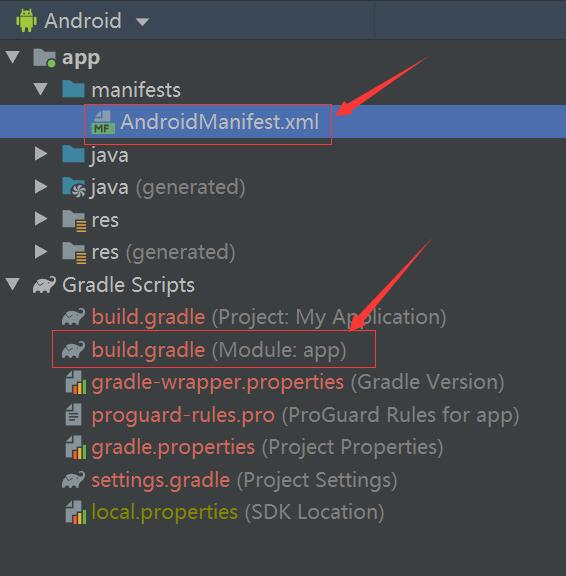 Android
app
manifests
MF AndroidManifest.xml
java
java (generated)
res
res (generated)
Gradle Scripts
build.gradle (Project: My Application)
build.gradle (Module: app)
gradle-wrapper.properties (Gradle Version)
proguard-rules.pro (ProGuard Rules for app)
gradle.properties (Project Properties)
settings.gradle (Project Settings)
local.properties (SDK Location)